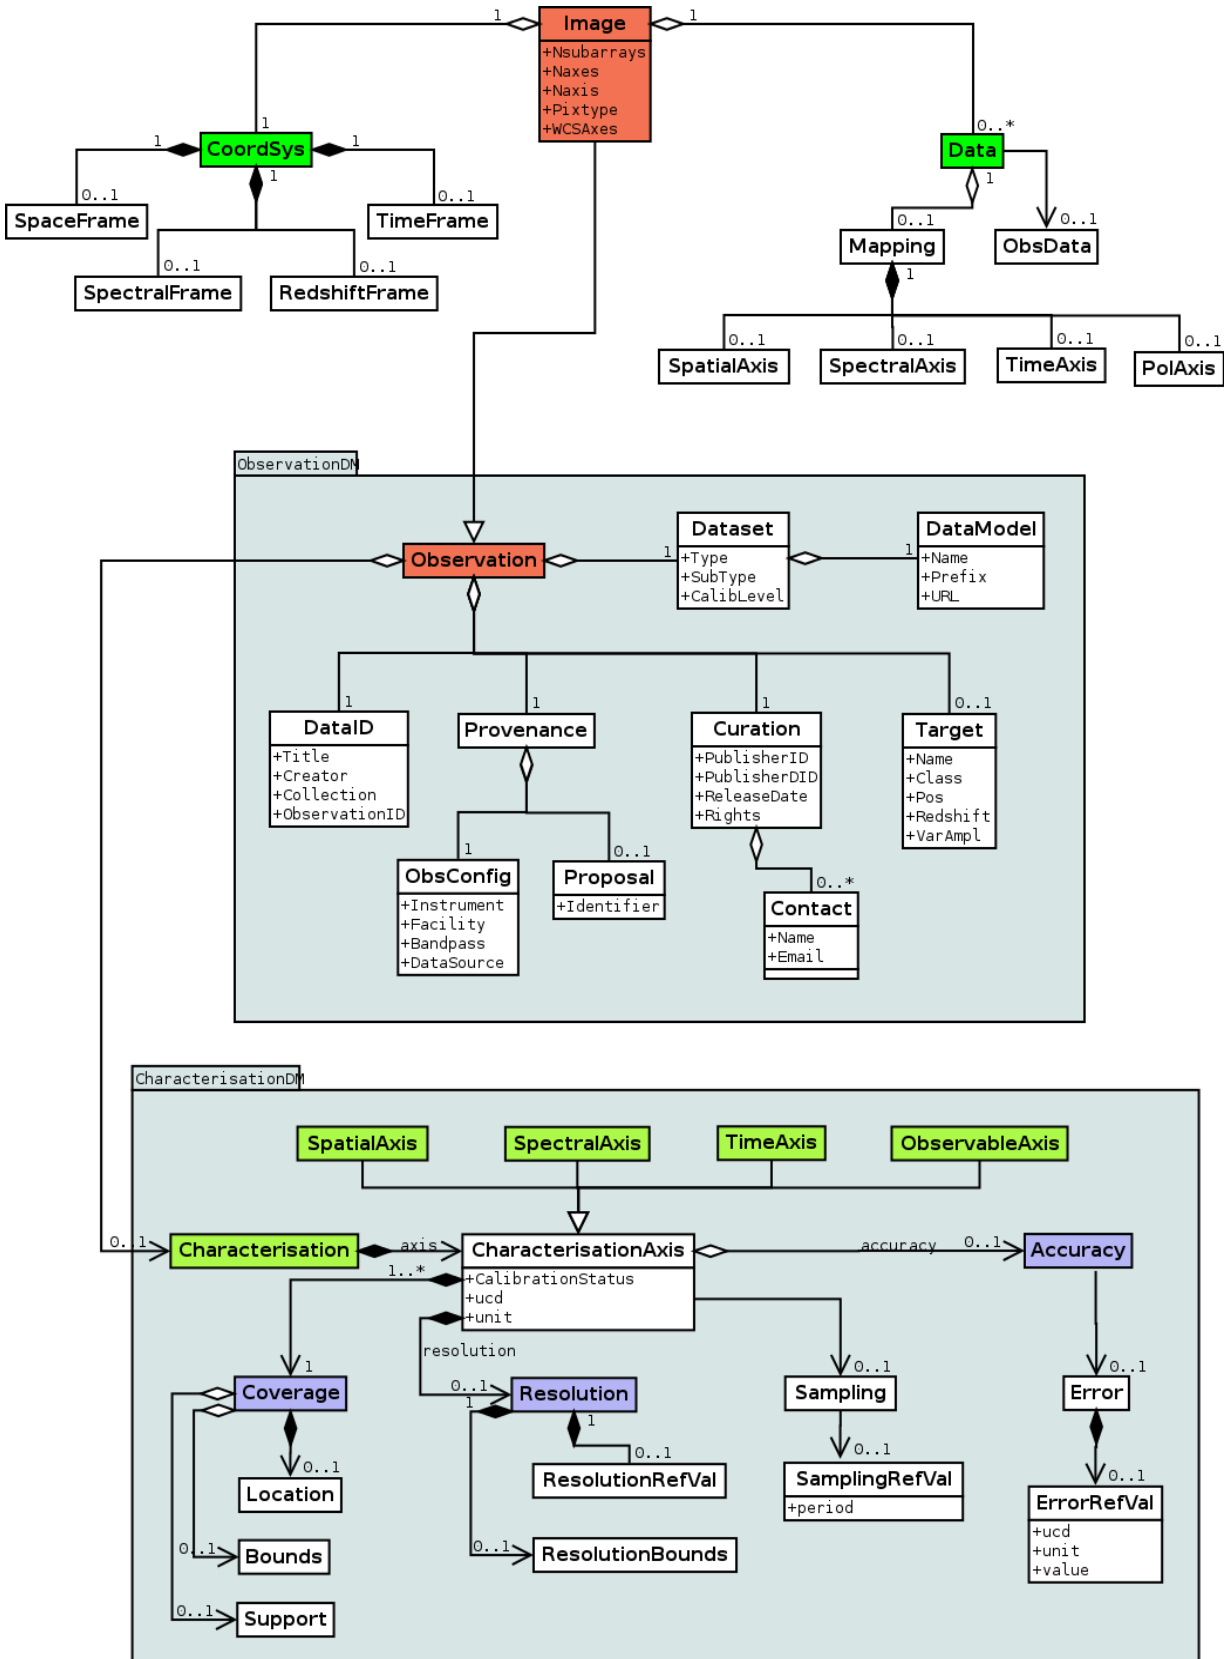 1
Image
1
+Nsubarrays
+Naxes
+Naxis
+Pixtype
+WCSAxes
1
CoordSys
1
1
1
0..1
SpaceFrame
0..1
TimeFrame
0..1
SpectralFrame
0..1
RedshiftFrame
0..*
Data
1
0..1
Mapping
1
0..1
ObsData
0..1
SpatialAxis
0..1
SpectralAxis
0..1
TimeAxis
0..1
PolAxis
ObservationDM
Observation
1
Dataset
+Type
+SubType
+CalibLevel
1
DataModel
+Name
+Prefix
+URL
1
DataID
+Title
+Creator
+Collection
+ObservationID
1
Provenance
1
Curation
+PublisherID
+PublisherDID
+ReleaseDate
+Rights
0..1
Target
+Name
+Class
+Pos
+Redshift
+VarAmpl
1
ObsConfig
+Instrument
+Facility
+Bandpass
+DataSource
0..1
Proposal
+Identifier
0..*
Contact
+Name
+Email
CharacterisationDM
SpatialAxis
SpectralAxis
TimeAxis
ObservableAxis
0..1
Characterisation
axis
1..*
CharacterisationAxis
+CalibrationStatus
+ucd
+unit
accuracy
0..1
Accuracy
resolution
1
Coverage
0..1
Resolution
1
1
0..1
Sampling
0..1
Error
0..1
Location
0..1
ResolutionRefVal
0..1
SamplingRefVal
+period
0..1
ErrorRefVal
+ucd
+unit
+value
0..1
Bounds
0..1
ResolutionBounds
0..1
Support